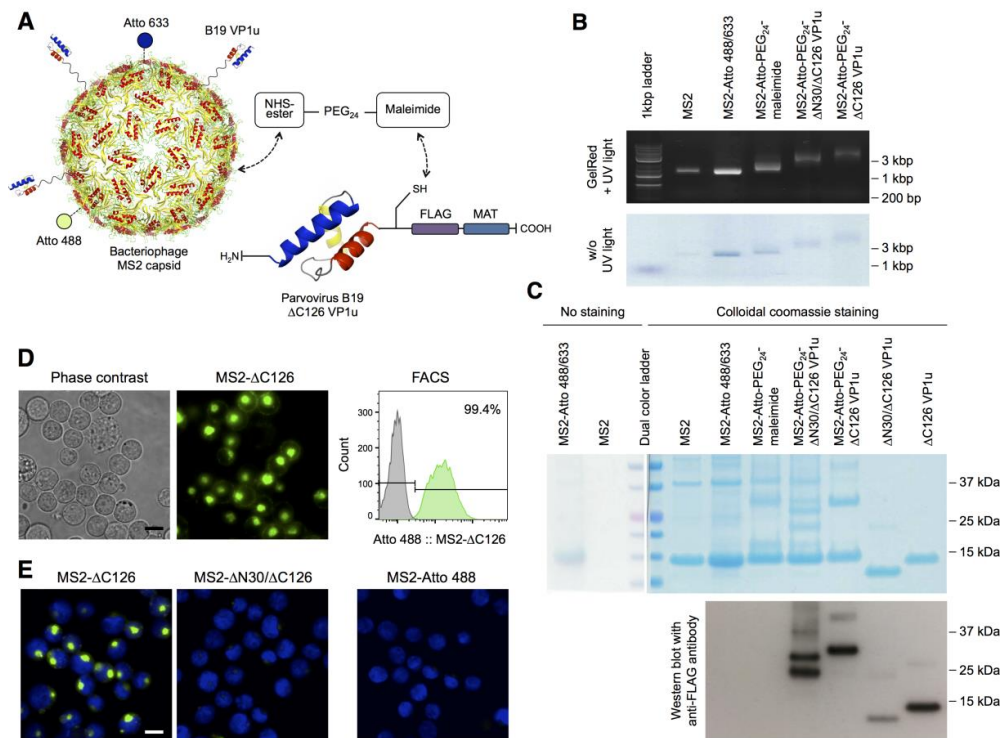 A
Atto 633
B19 VP1u
NHS-
ester
PEG24
Maleimide
SH
FLAG
MAT
COOH
H2N
Atto 488
Bacteriophage
MS2 capsid
Parvovirus B19
ΔC126 VP1u
B
1kbp ladder
MS2
MS2-Atto 488/633
MS2-Atto-PEG24-
maleimide
MS2-Atto-PEG24-
ΔN30/ΔC126 VP1u
MS2-Atto-PEG24-
ΔC126 VP1u
GelRed
+ UV light
3 kbp
1 kbp
200 bp
w/o
UV light
3 kbp
1 kbp
C
No staining
Colloidal coomassie staining
MS2-Atto 488/633
MS2
Dual color ladder
MS2
MS2-Atto 488/633
MS2-Atto-PEG24-
maleimide
MS2-Atto-PEG24-
ΔN30/ΔC126 VP1u
MS2-Atto-PEG24-
ΔC126 VP1u
ΔN30/ΔC126 VP1u
ΔC126 VP1u
37 kDa
25 kDa
15 kDa
Western blot with
anti-FLAG antibody
37 kDa
25 kDa
15 kDa
D
Phase contrast
MS2-ΔC126
FACS
99.4%
Count
300
200
100
0
Atto 488 :: MS2-ΔC126
E
MS2-ΔC126
MS2-ΔN30/ΔC126
MS2-Atto 488